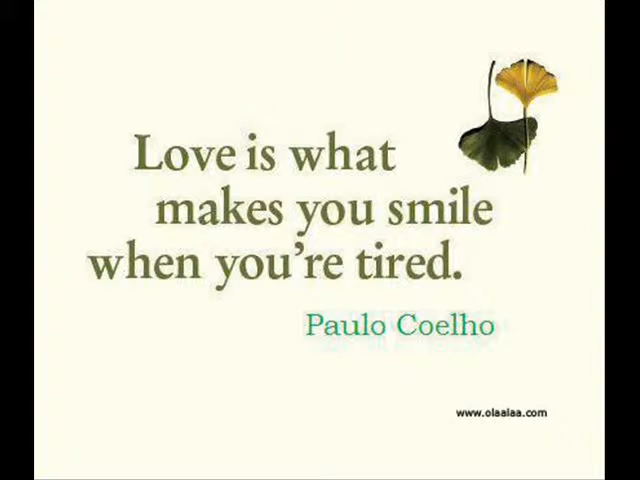 Love is what
makes you smile
when you're tired.
Paulo Coelho
www.olaalaa.com